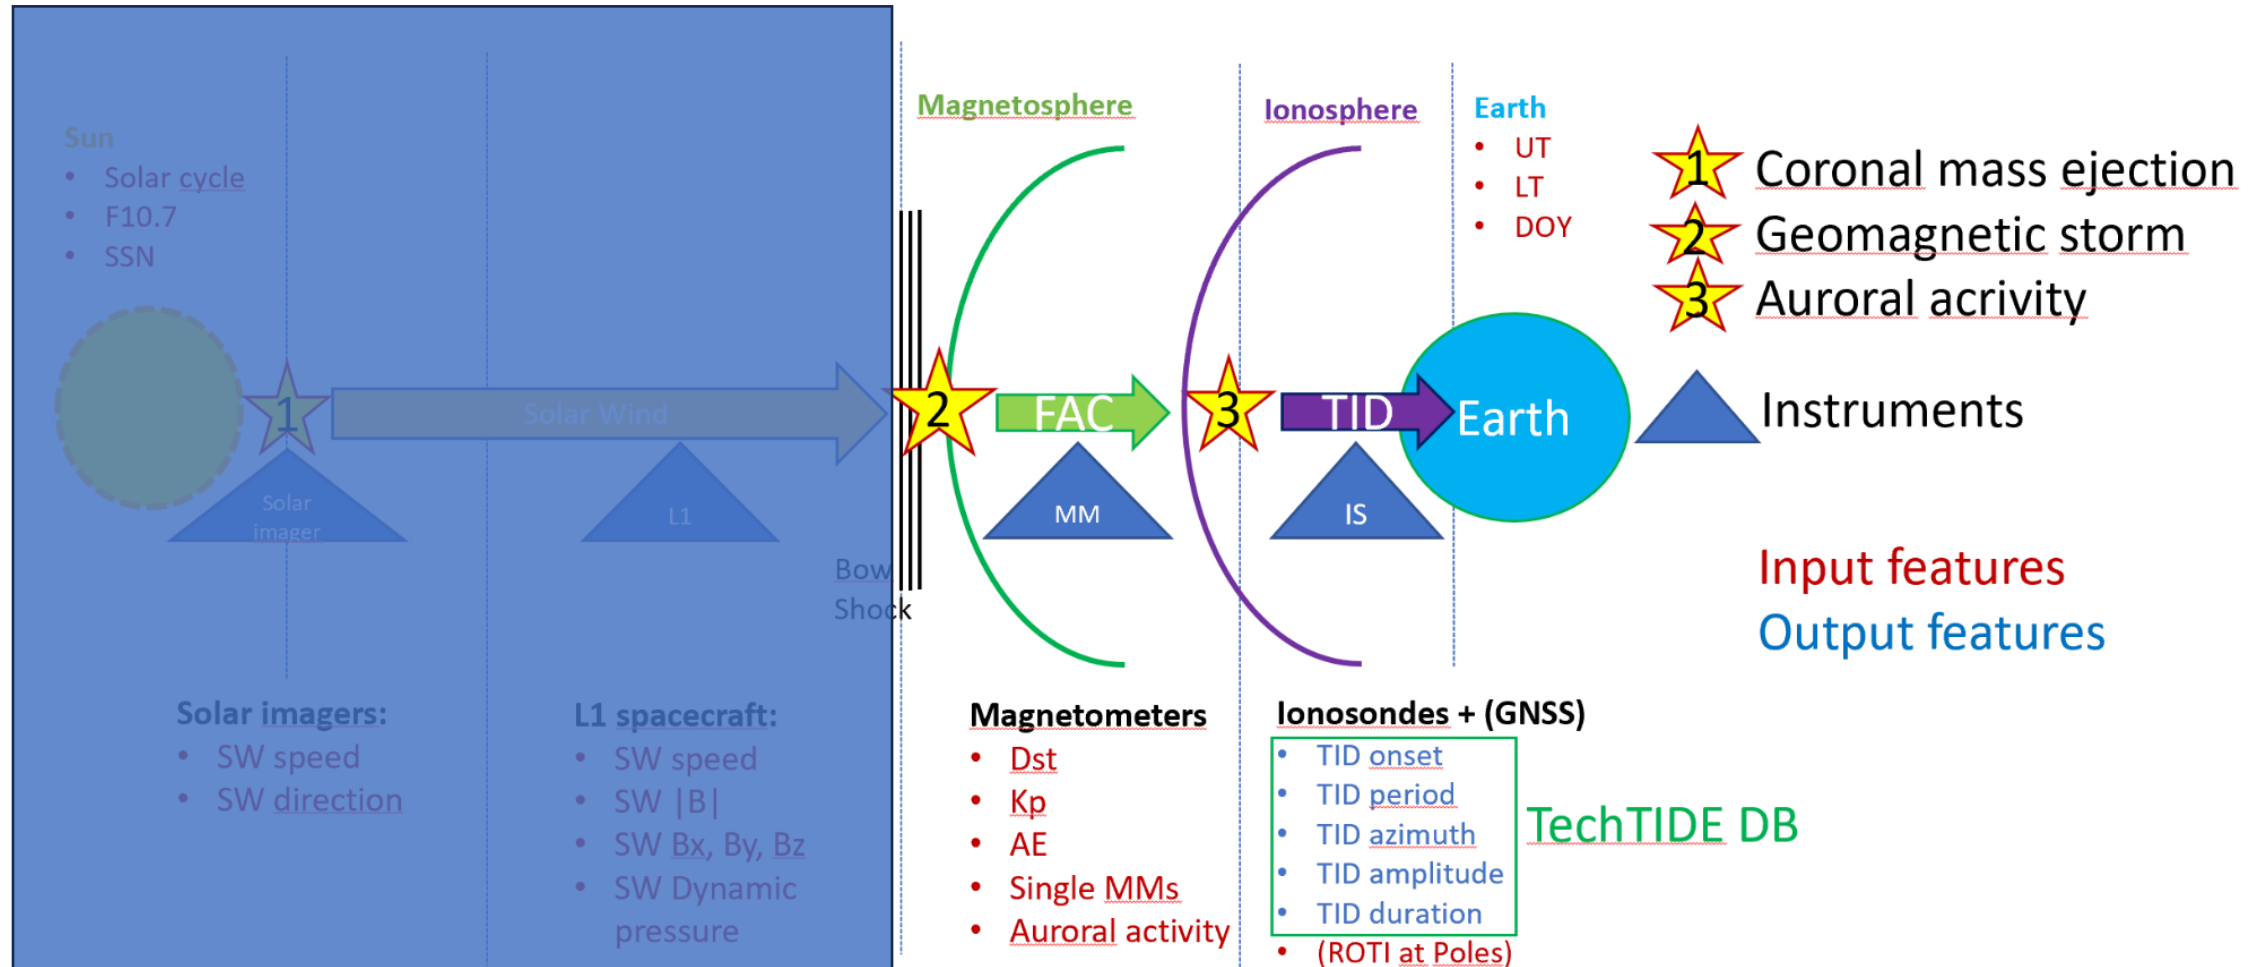 Sun
• Solar cycle
• F10.7
• SSN
Magnetosphere
Ionosphere
Earth
• UT
• LT
• DOY
1 Coronal mass ejection
2 Geomagnetic storm
3 Auroral acrivity
Instruments
1
Solar Wind
2
FAC
3
TID
Earth
Solar
imager
L1
MM
IS
Bow
Shock
Input features
Output features
Solar imagers:
• SW speed
• SW direction
L1 spacecraft:
• SW speed
• SW |B|
• SW Bx, By, Bz
• SW Dynamic
pressure
Magnetometers
• Dst
• Kp
• AE
• Single MMs
• Auroral activity
Ionosondes + (GNSS)
• TID onset
• TID period
• TID azimuth
• TID amplitude
• TID duration
• (ROTI at Poles)
TechTIDE DB